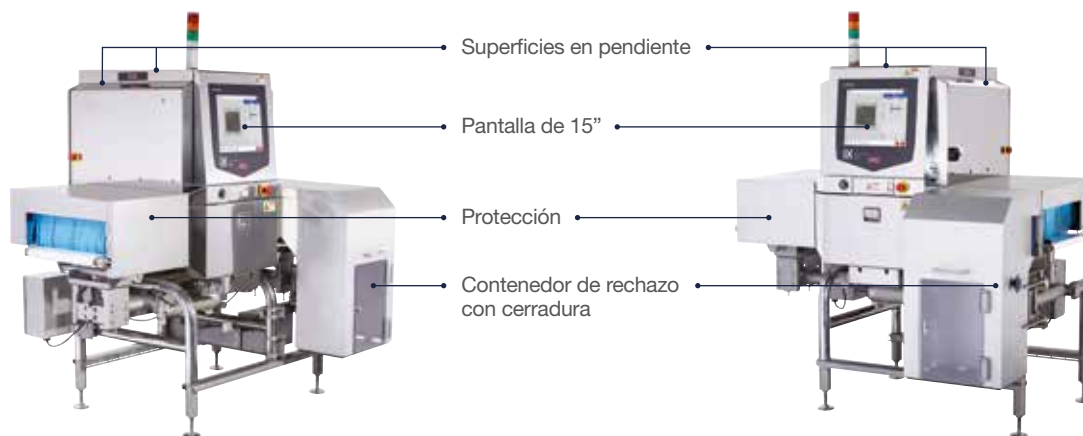 Superficies en pendiente
Pantalla de 15”
Protección
Contenedor de rechazo
con cerradura